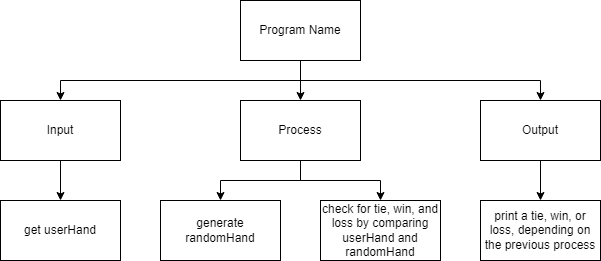 Program Name
Input
Process
Output
get userHand
generate
randomHand
check for tie, win, and
loss by comparing
userHand and
randomHand
print a tie, win, or
loss, depending on
the previous process